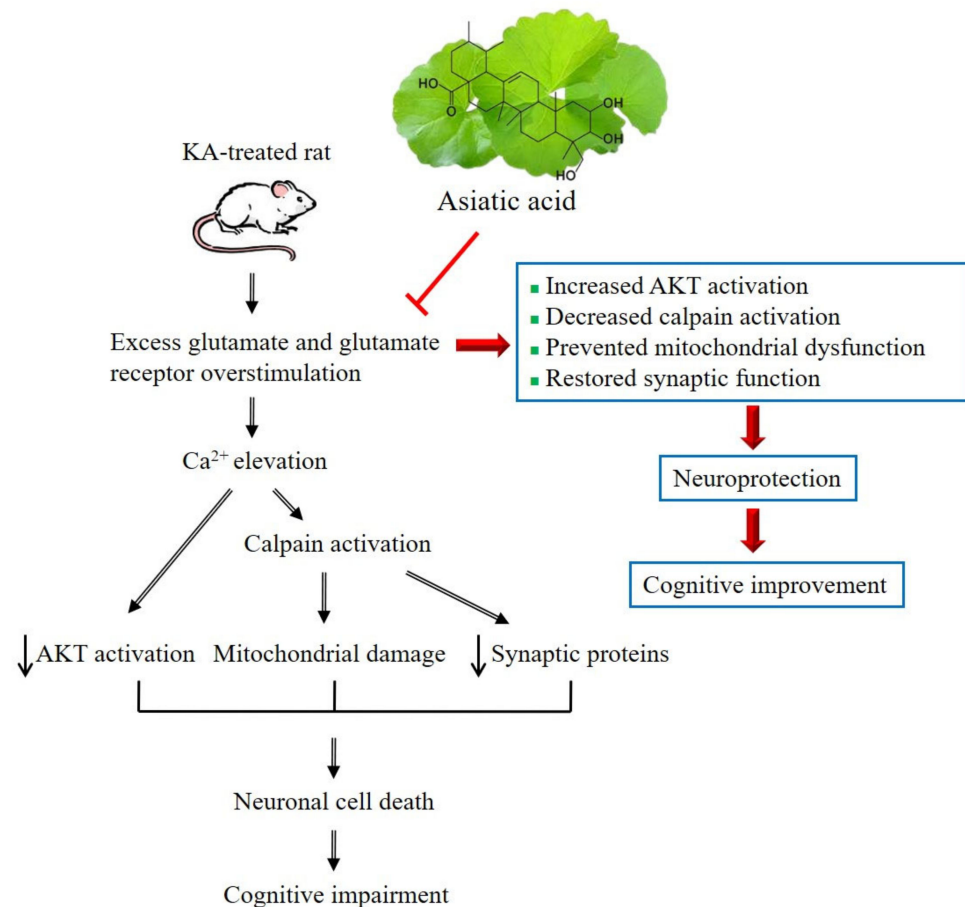 HO
O
OH
OH
HO
KA-treated rat
Asiatic acid
Excess glutamate and glutamate
receptor overstimulation
Increased AKT activation
Decreased calpain activation
Prevented mitochondrial dysfunction
Restored synaptic function
Ca²⁺ elevation
Neuroprotection
Calpain activation
Cognitive improvement
↓ AKT activation
Mitochondrial damage
↓ Synaptic proteins
Neuronal cell death
Cognitive impairment